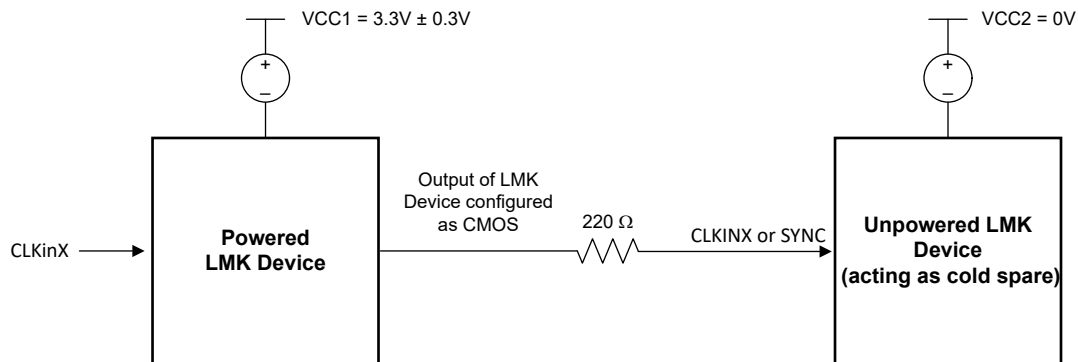 VCC1 = 3.3V ± 0.3V
VCC2 = 0V
+
–
+
–
Output of LMK
Device configured
as CMOS
220 Ω
CLKinX
Powered
LMK Device
CLKINX or SYNC
Unpowered LMK
Device
(acting as cold spare)